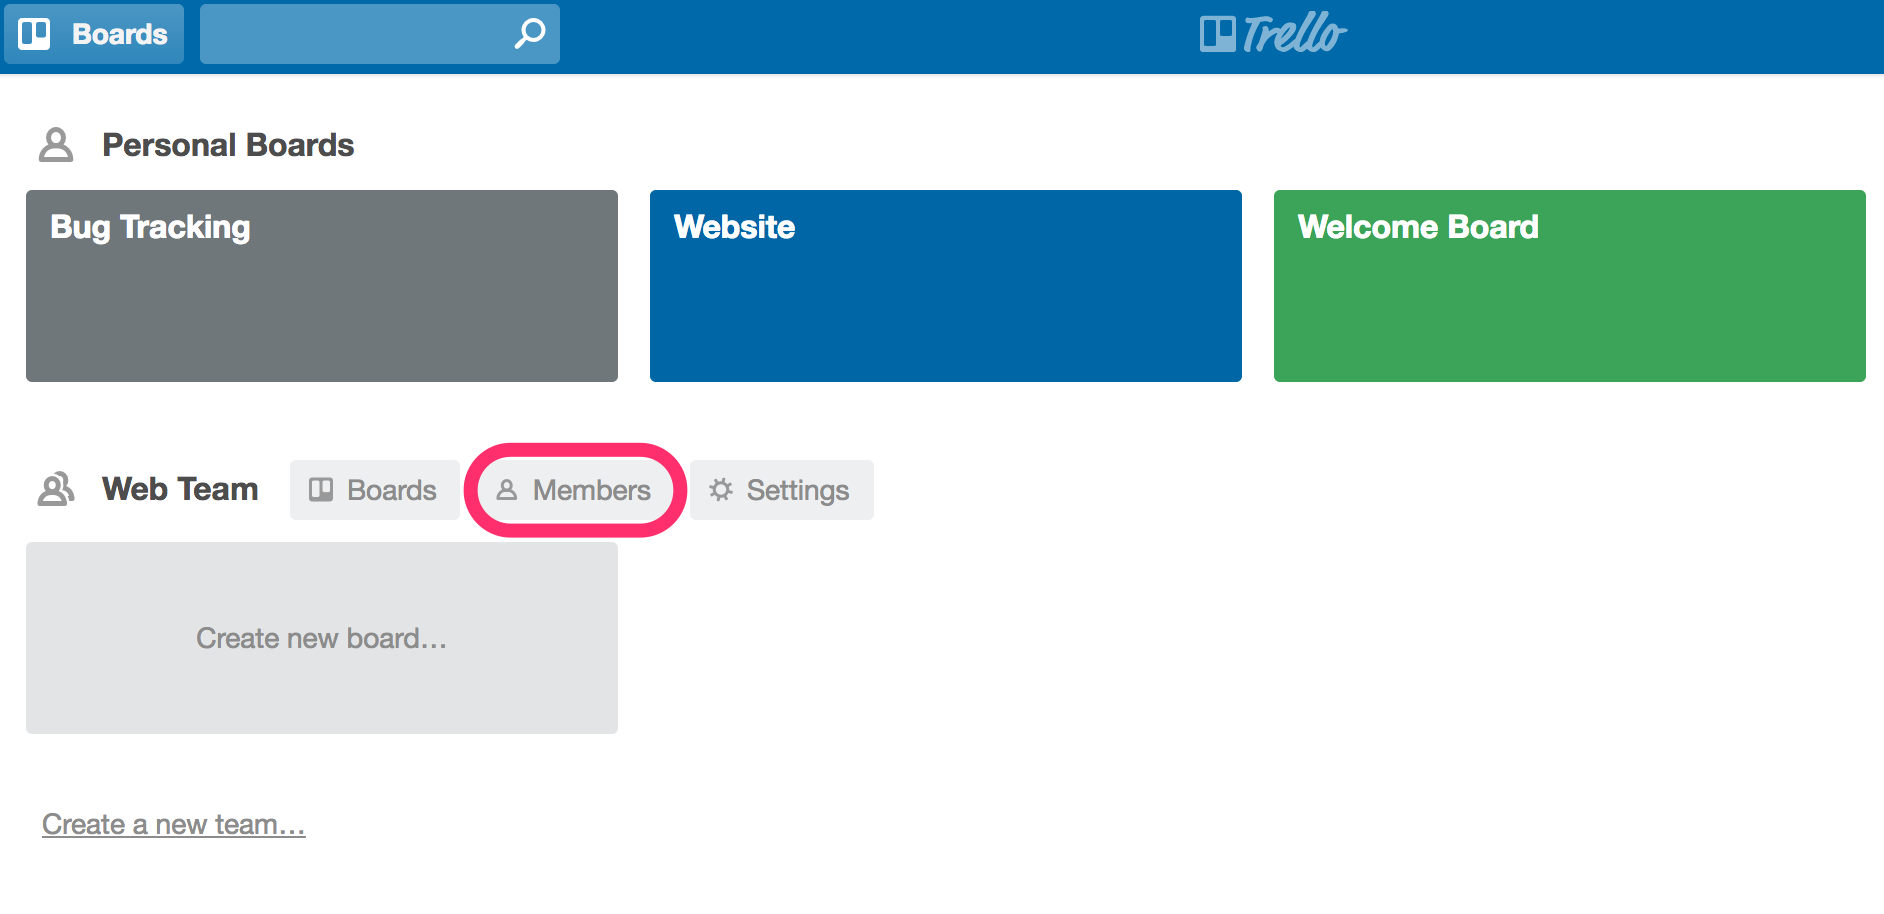 Boards
Trello
Personal Boards
Bug Tracking
Website
Welcome Board
Web Team
Boards
Members
Settings
Create new board…
Create a new team…